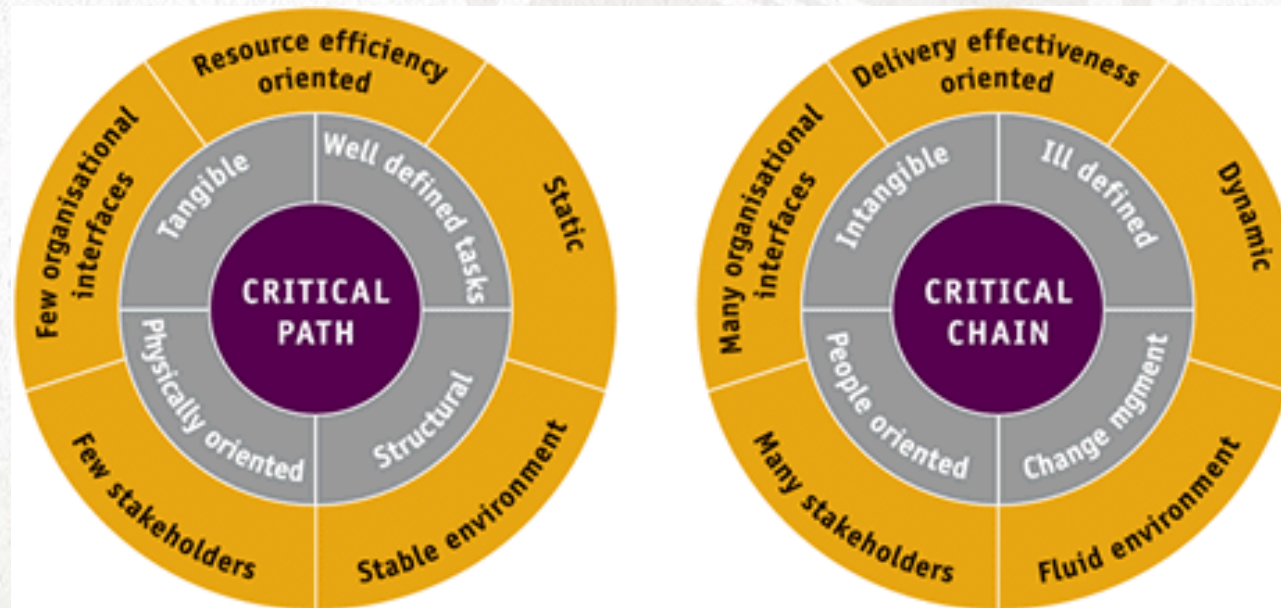 Resource efficiency
oriented
Few organisational
interfaces
Static
Tangible
Well defined tasks
CRITICAL
PATH
Physically oriented
Structural
Few stakeholders
Stable environment
Delivery effectiveness
oriented
Many organisational
interfaces
Dynamic
Intangible
Ill defined
CRITICAL
CHAIN
People oriented
Change mgment
Many stakeholders
Fluid environment